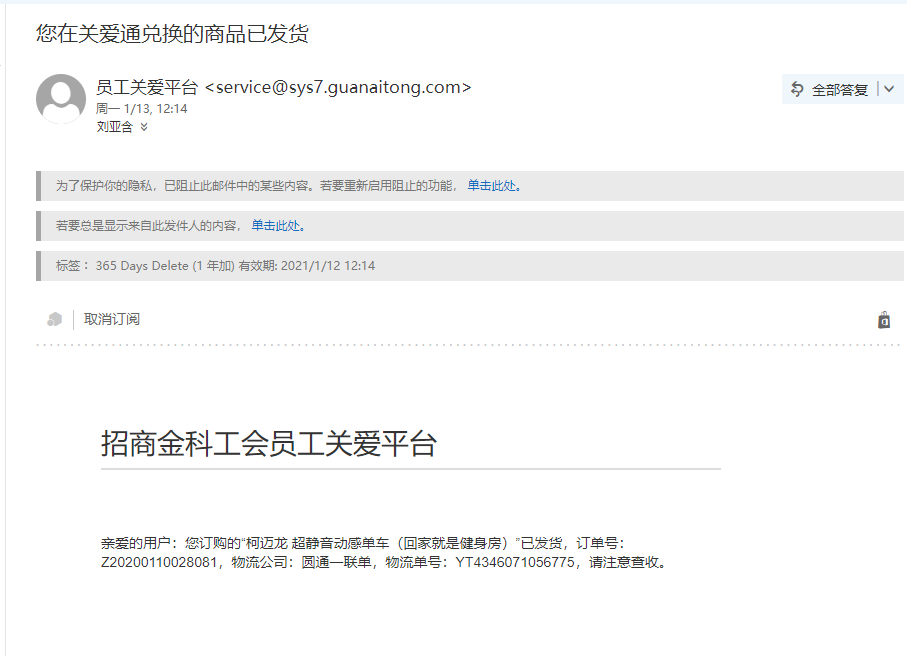 您在关爱通兑换的商品已发货
员工关爱平台 <service@sys7.guanaitong.com>
全部答复
周一 1/13, 12:14
刘亚含
为了保护你的隐私，已阻止此邮件中的某些内容。若要重新启用阻止的功能， 单击此处。
若要总是显示来自此发件人的内容， 单击此处。
标签： 365 Days Delete (1 年加) 有效期: 2021/1/12 12:14
取消订阅
招商金科工会员工关爱平台
亲爱的用户：您订购的“柯迈龙 超静音动感单车（回家就是健身房）”已发货，订单号：
Z20200110028081，物流公司：圆通一联单，物流单号：YT4346071056775，请注意查收。